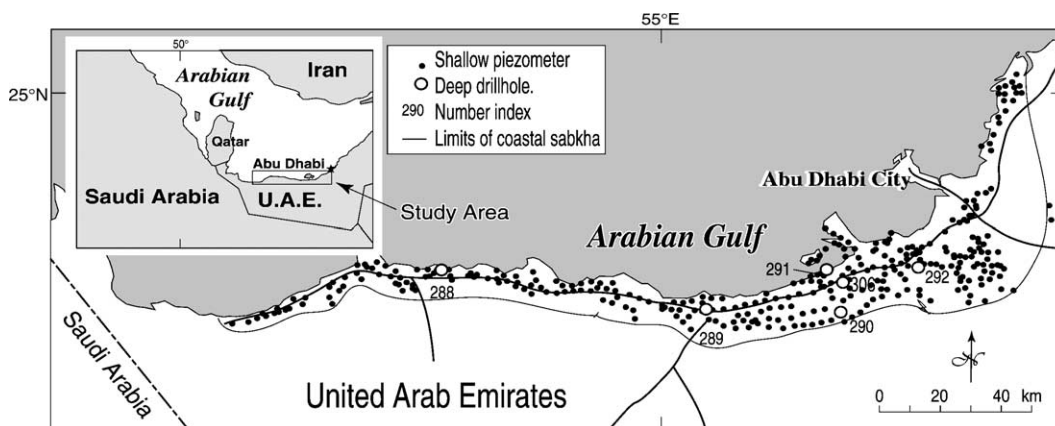 55°E
25°N
50°
Iran
Arabian
Gulf
Qatar
Abu Dhabi
Saudi Arabia
U.A.E.
Study Area
Shallow piezometer
Deep drillhole.
290 Number index
Limits of coastal sabkha
Abu Dhabi City
Arabian Gulf
291
306
292
288
289
290
Saudi Arabia
United Arab Emirates
N
0 20 40 km